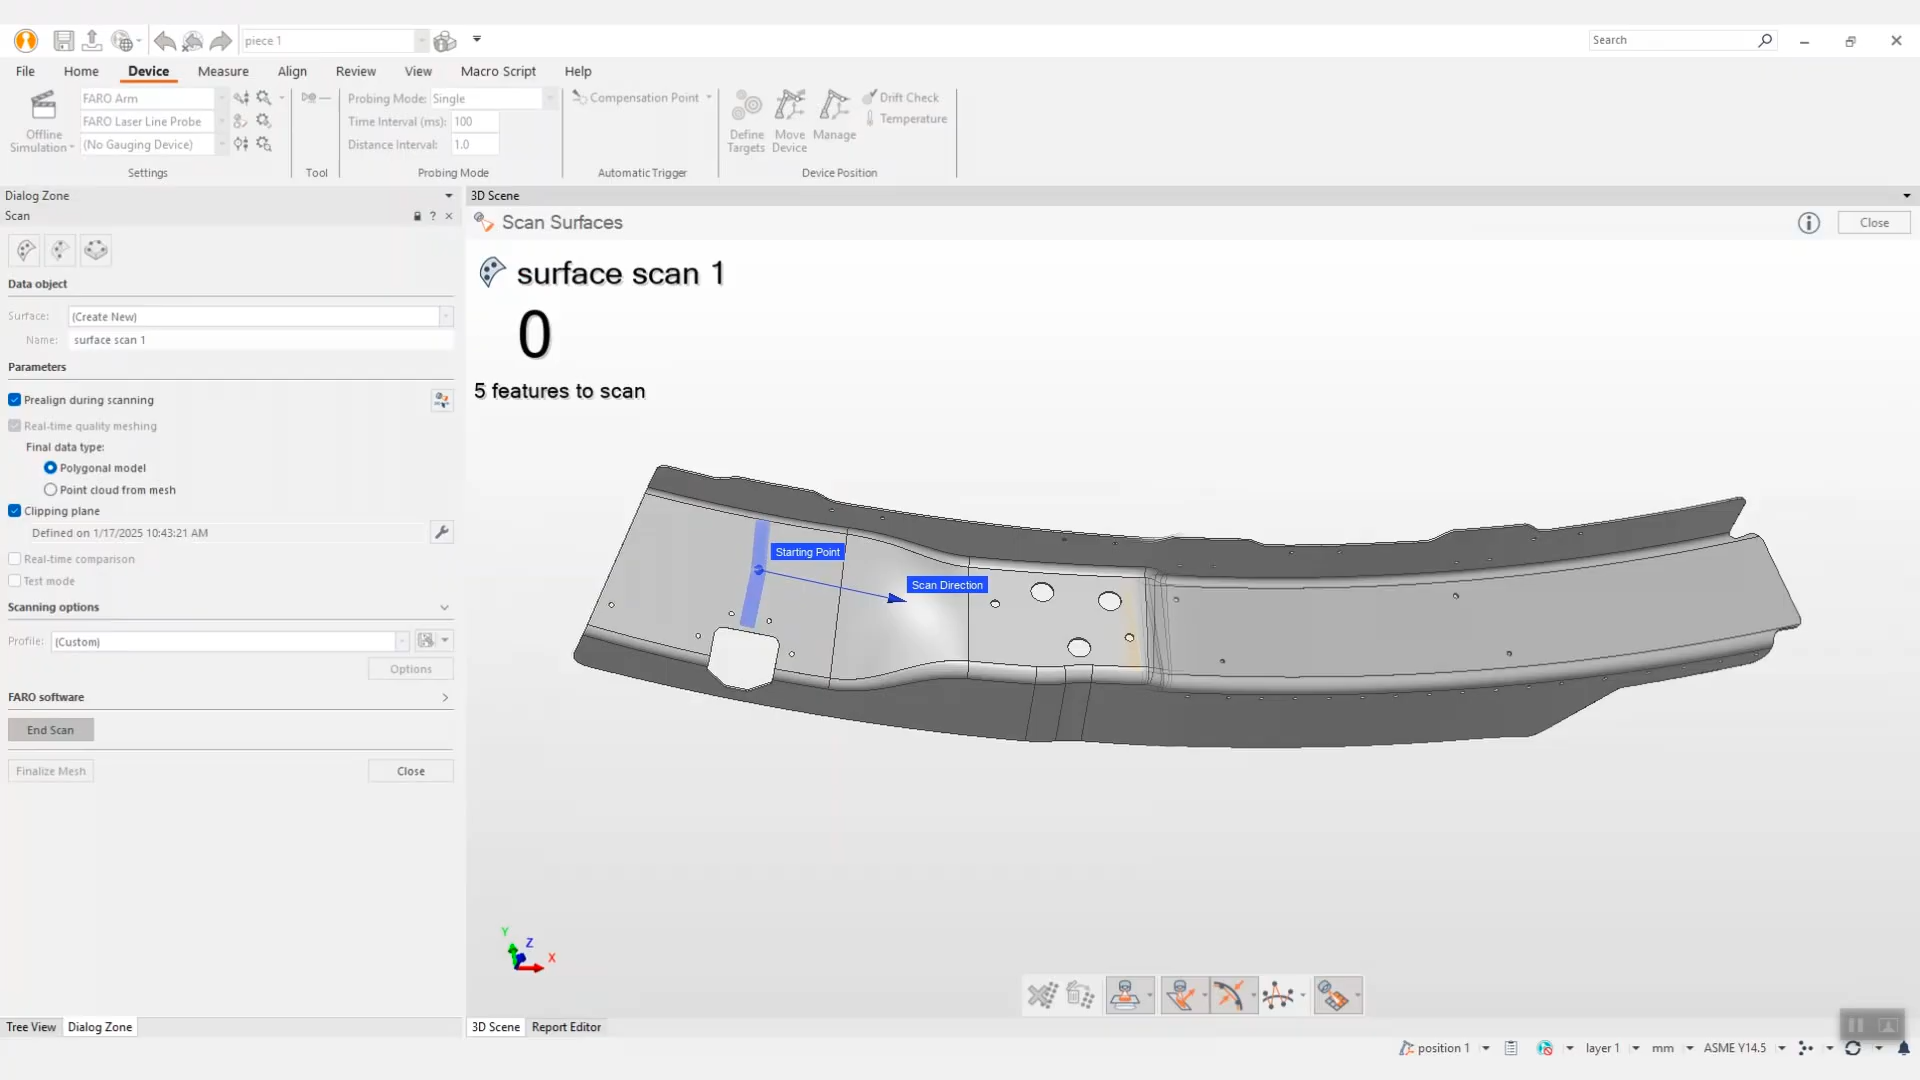 piece 1
Search
File Home Device Measure Align Review View Macro Script Help
Offline Simulation
FARO Arm
FARO Laser Line Probe
(No Gauging Device)
Settings
Tool
Probing Mode: Single
Time Interval (ms): 100
Distance Interval: 1.0
Probing Mode
Compensation Point
Automatic Trigger
Define Targets
Move Device
Manage
Drift Check
Temperature
Device Position
Dialog Zone
Scan
?
Data object
Surface: (Create New)
Name: surface scan 1
Parameters
Prealign during scanning
Real-time quality meshing
Final data type:
Polygonal model
Point cloud from mesh
Clipping plane
Defined on 1/17/2025 10:43:21 AM
Real-time comparison
Test mode
Scanning options
Profile: (Custom)
Options
FARO software
End Scan
Finalize Mesh
Close
Tree View
Dialog Zone
3D Scene
Scan Surfaces
Close
surface scan 1
0
5 features to scan
Starting Point
Scan Direction
Y
Z
X
3D Scene
Report Editor
position 1
layer 1
mm
ASME Y14.5